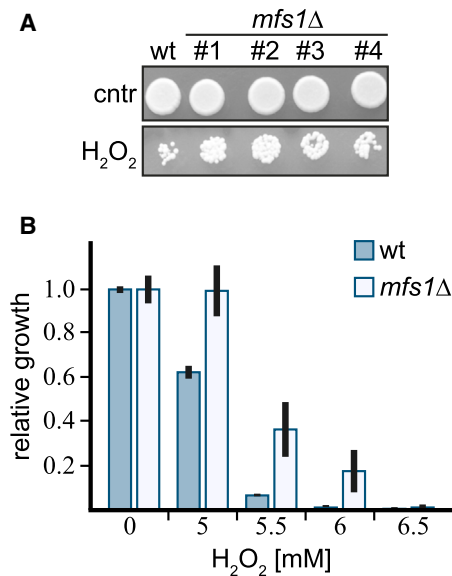 A
mfs1Δ
wt #1 #2 #3 #4
cntr
H₂O₂
B
wt
mfs1Δ
relative growth
1.0
0.8
0.6
0.4
0.2
0 5 5.5 6 6.5
H₂O₂ [mM]